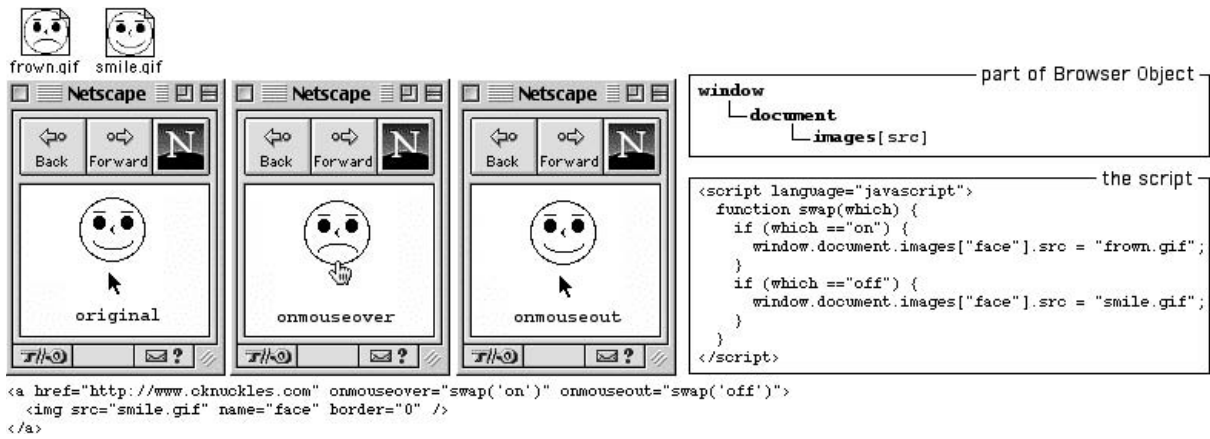 frown.gif smile.gif
Netscape
Back Forward N
original
Netscape
Back Forward N
onmouseover
Netscape
Back Forward N
onmouseout
part of Browser Object
window
document
images[src]
the script
<script language="javascript">
function swap(which) {
if (which =="on") {
window.document.images["face"].src = "frown.gif";
}
if (which =="off") {
window.document.images["face"].src = "smile.gif";
}
}
</script>
<a href="http://www.cknuckles.com" onmouseover="swap('on')" onmouseout="swap('off')">
<img src="smile.gif" name="face" border="0" />
</a>